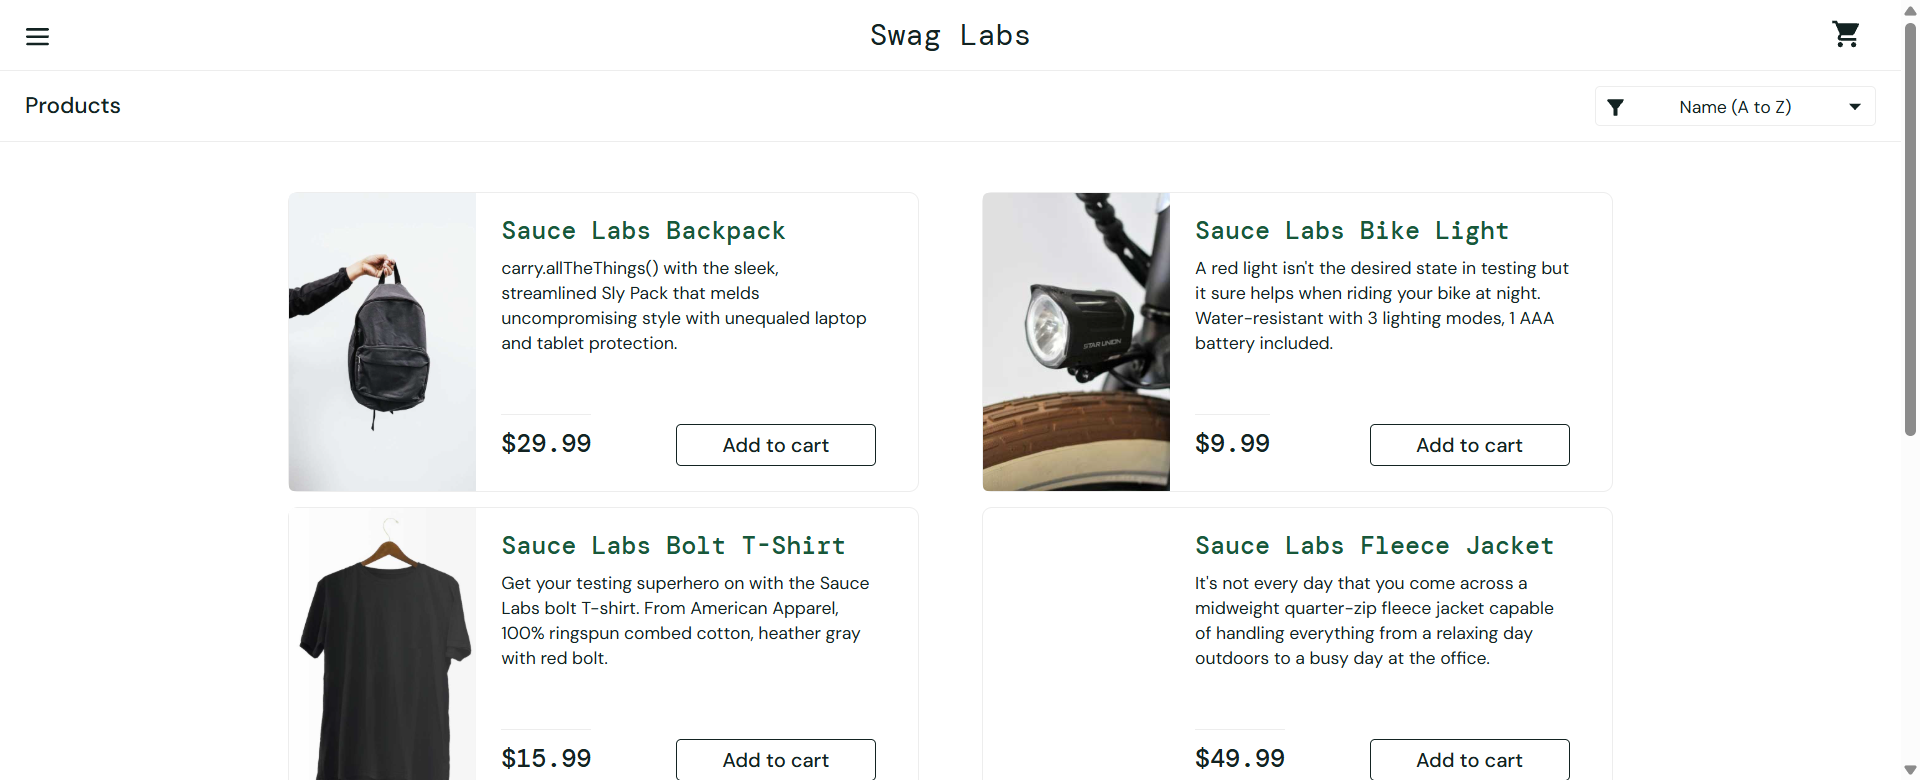 Swag Labs
Products
Name (A to Z)
Sauce Labs Backpack
carry.allTheThings() with the sleek,
streamlined Sly Pack that melds
uncompromising style with unequaled laptop
and tablet protection.
$29.99
Add to cart
Sauce Labs Bike Light
A red light isn't the desired state in testing but
it sure helps when riding your bike at night.
Water-resistant with 3 lighting modes, 1 AAA
battery included.
STAR UNION
$9.99
Add to cart
Sauce Labs Bolt T-Shirt
Get your testing superhero on with the Sauce
Labs bolt T-shirt. From American Apparel,
100% ringspun combed cotton, heather gray
with red bolt.
$15.99
Add to cart
Sauce Labs Fleece Jacket
It's not every day that you come across a
midweight quarter-zip fleece jacket capable
of handling everything from a relaxing day
outdoors to a busy day at the office.
$49.99
Add to cart